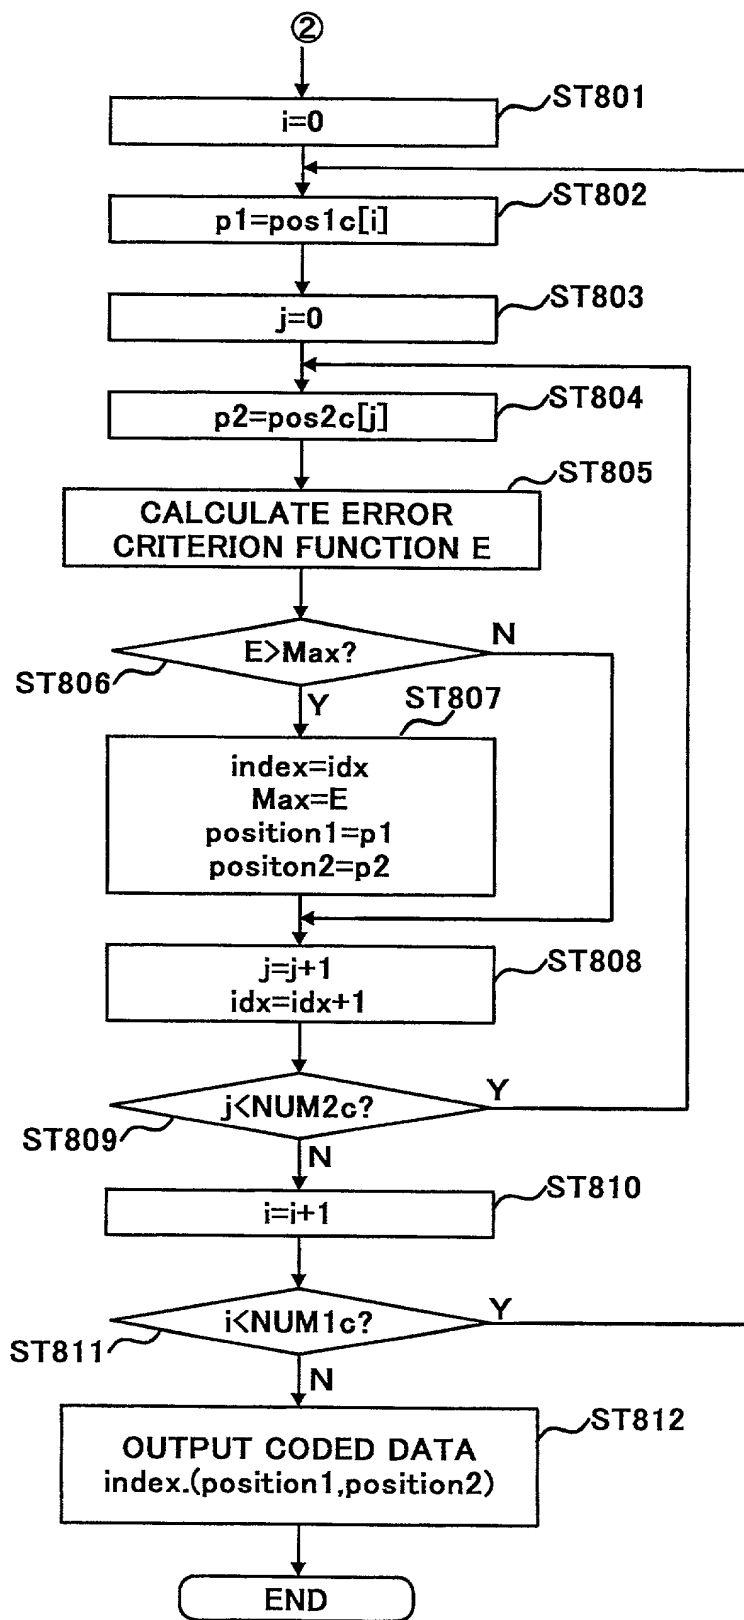 ②
ST801
i=0
ST802
p1=pos1c[i]
ST803
j=0
ST804
p2=pos2c[j]
ST805
CALCULATE ERROR
CRITERION FUNCTION E
N
E>Max?
ST806
Y
ST807
index=idx
Max=E
position1=p1
positon2=p2
ST808
j=j+1
idx=idx+1
Y
j<NUM2c?
ST809
N
ST810
i=i+1
Y
i<NUM1c?
ST811
N
ST812
OUTPUT CODED DATA
index.(position1,position2)
END